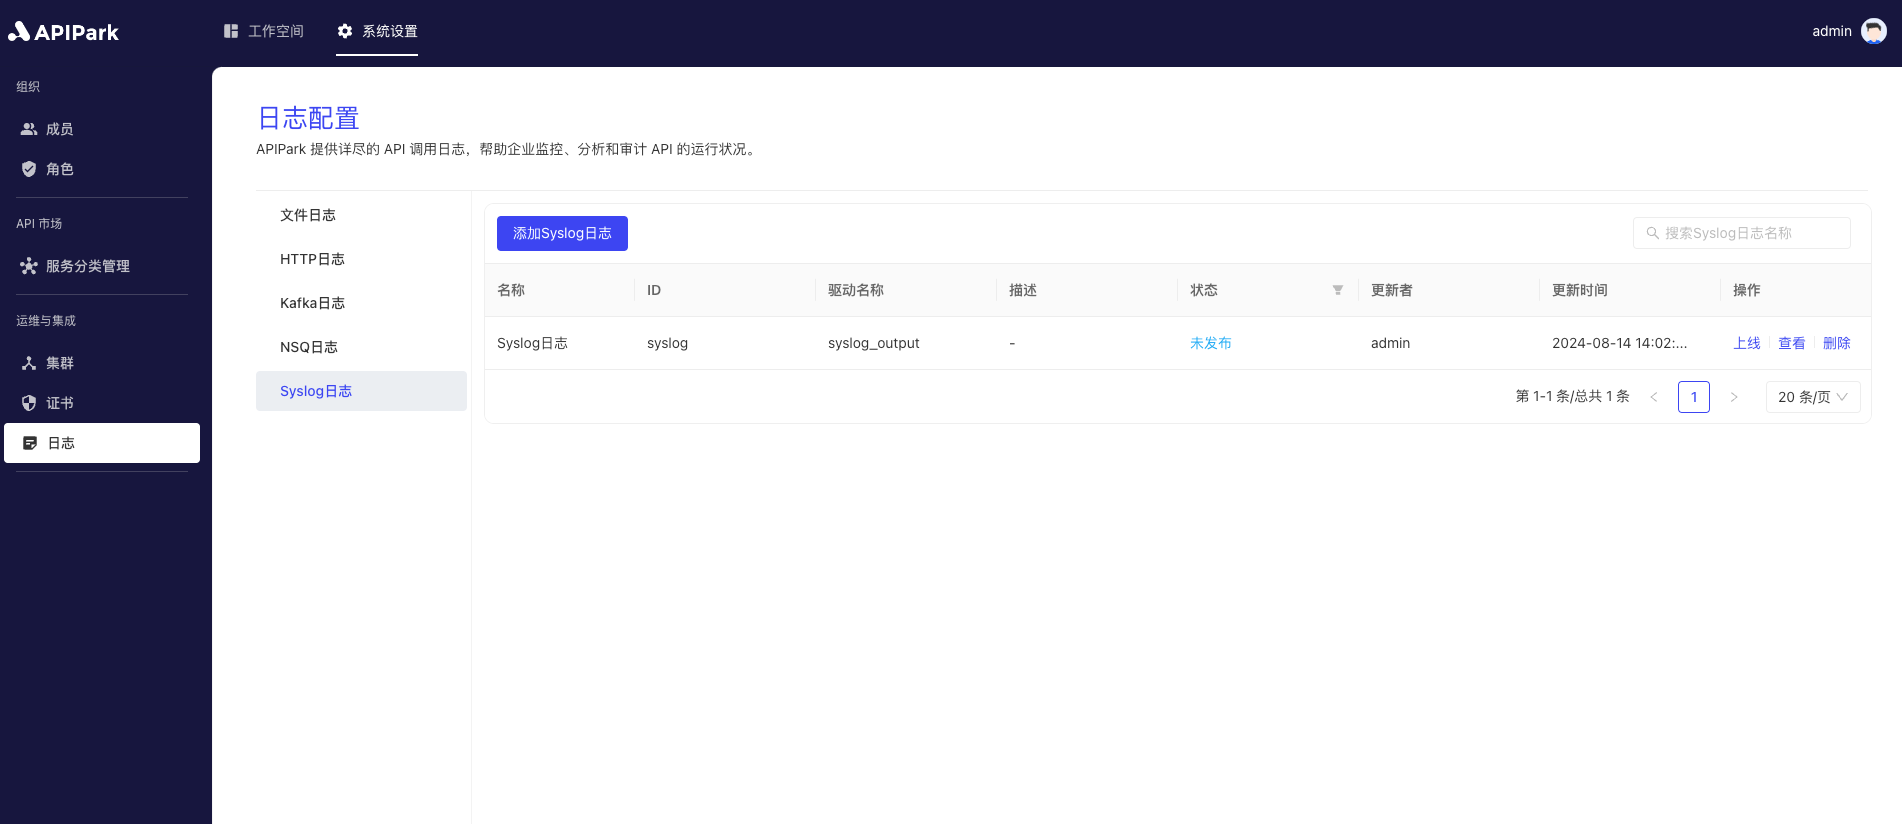 APIPark
工作空间
系统设置
admin
组织
成员
角色
API 市场
服务分类管理
运维与集成
集群
证书
日志
日志配置
APIPark 提供详尽的 API 调用日志，帮助企业监控、分析和审计 API 的运行状况。
文件日志
HTTP日志
Kafka日志
NSQ日志
Syslog日志
添加Syslog日志
搜索Syslog日志名称
名称 ID 驱动名称 描述 状态 更新者 更新时间 操作
Syslog日志 syslog syslog_output - 未发布 admin 2024-08-14 14:02:... 上线 查看 删除
第 1-1 条/总共 1 条 < 1 > 20 条/页